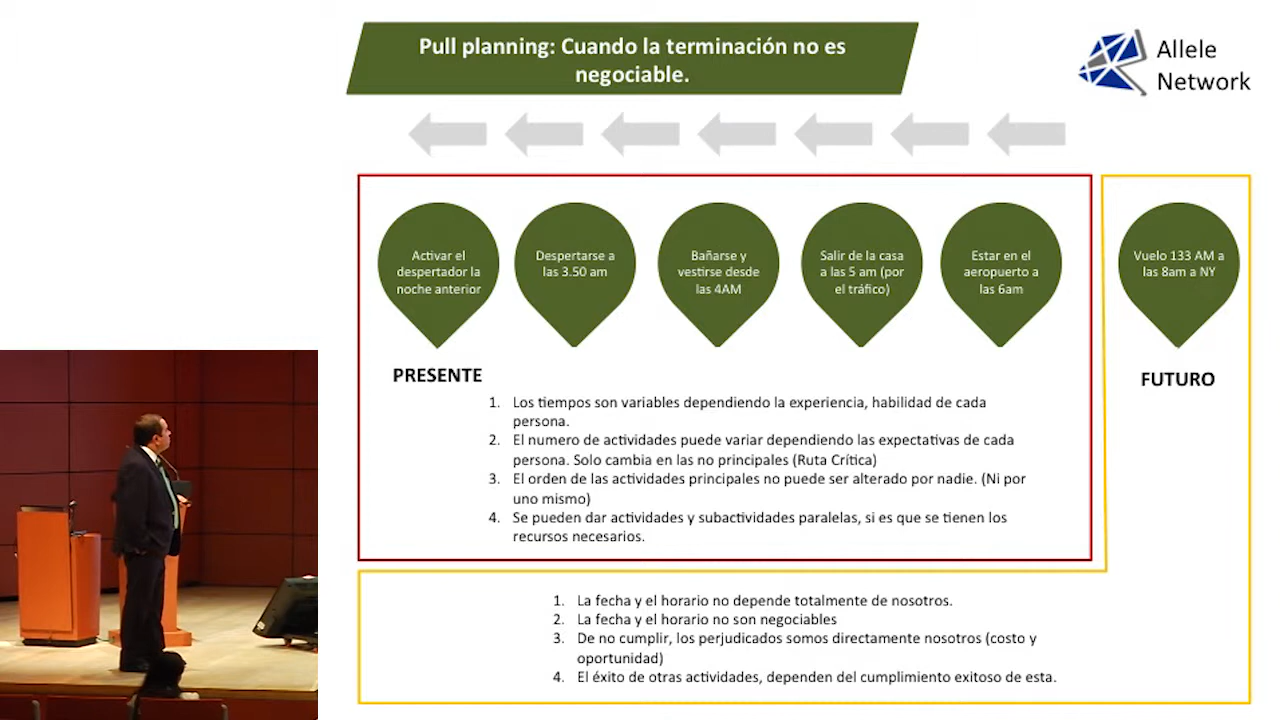 Pull planning: Cuando la terminación no es
negociable.
Allele
Network
Activar el
despertador la
noche anterior
Despertarse a
las 3.50 am
Bañarse y
vestirse desde
las 4AM
Salir de la casa
a las 5 am (por
el tráfico)
Estar en el
aeropuerto a
las 6am
Vuelo 133 AM a
las 8am a NY
PRESENTE
FUTURO
1. Los tiempos son variables dependiendo la experiencia, habilidad de cada
persona.
2. El numero de actividades puede variar dependiendo las expectativas de cada
persona. Solo cambia en las no principales (Ruta Crítica)
3. El orden de las actividades principales no puede ser alterado por nadie. (Ni por
uno mismo)
4. Se pueden dar actividades y subactividades paralelas, si es que se tienen los
recursos necesarios.
1. La fecha y el horario no depende totalmente de nosotros.
2. La fecha y el horario no son negociables
3. De no cumplir, los perjudicados somos directamente nosotros (costo y
oportunidad)
4. El éxito de otras actividades, dependen del cumplimiento exitoso de esta.